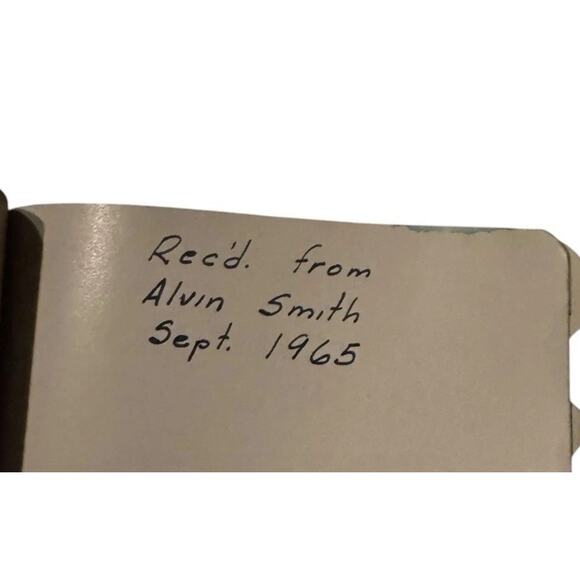 Rec'd. from
Alvin Smith
Sept. 1965